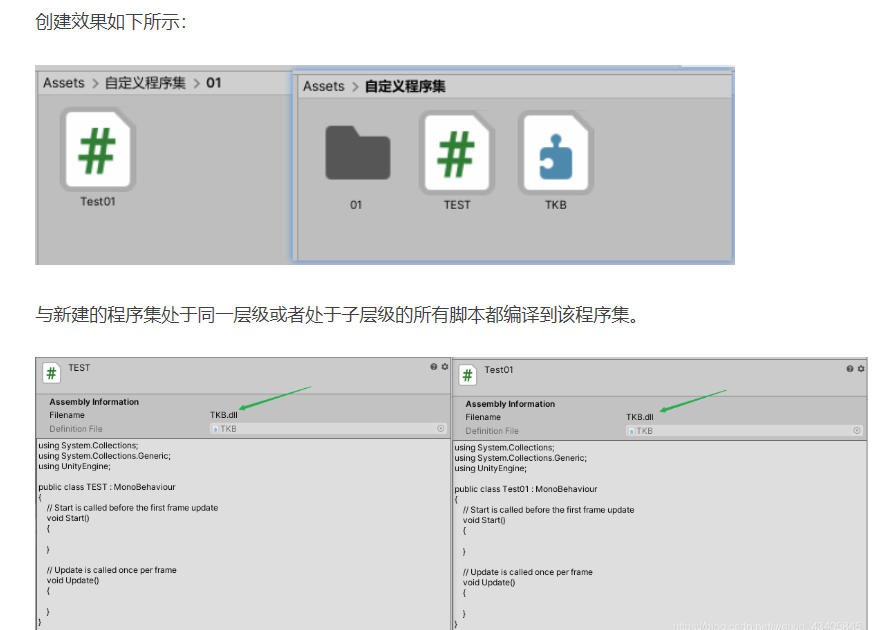 创建效果如下所示：
Assets > 自定义程序集 > 01
Test01
Assets > 自定义程序集
01
TEST
TKB
与新建的程序集处于同一层级或者处于子层级的所有脚本都编译到该程序集。
TEST
Assembly Information
Filename TKB.dll
Definition File TKB
using System.Collections;
using System.Collections.Generic;
using UnityEngine;
public class TEST : MonoBehaviour
{
// Start is called before the first frame update
void Start()
{
}
// Update is called once per frame
void Update()
{
}
}
Test01
Assembly Information
Filename TKB.dll
Definition File TKB
using System.Collections;
using System.Collections.Generic;
using UnityEngine;
public class Test01 : MonoBehaviour
{
// Start is called before the first frame update
void Start()
{
}
// Update is called once per frame
void Update()
{
}
}